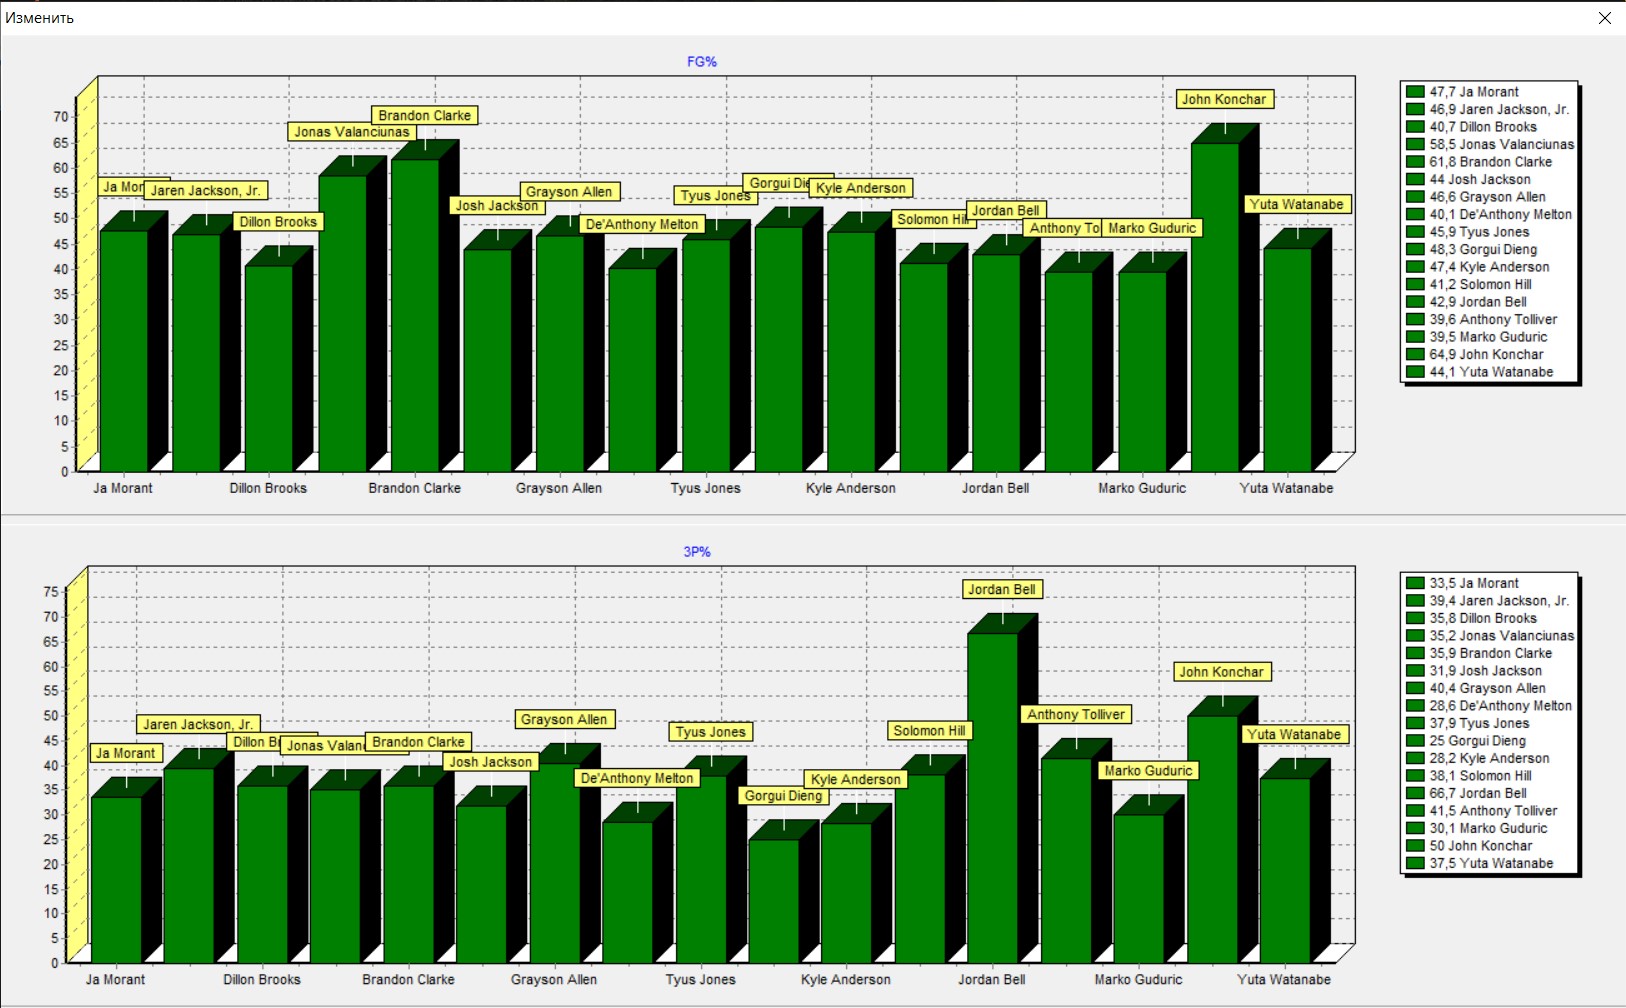 Изменить
FG%
70
65
60
55
50
45
40
35
30
25
20
15
10
5
0
John Konchar
Brandon Clarke
Jonas Valanciunas
Ja Mor
Jaren Jackson, Jr.
Dillon Brooks
Josh Jackson
Grayson Allen
De'Anthony Melton
Tyus Jones
Gorgui Die
Kyle Anderson
Solomon Hill
Jordan Bell
Anthony To
Marko Guduric
Yuta Watanabe
Ja Morant
Dillon Brooks
Brandon Clarke
Grayson Allen
Tyus Jones
Kyle Anderson
Jordan Bell
Marko Guduric
Yuta Watanabe
47,7 Ja Morant
46,9 Jaren Jackson, Jr.
40,7 Dillon Brooks
58,5 Jonas Valanciunas
61,8 Brandon Clarke
44 Josh Jackson
46,6 Grayson Allen
40,1 De'Anthony Melton
45,9 Tyus Jones
48,3 Gorgui Dieng
47,4 Kyle Anderson
41,2 Solomon Hill
42,9 Jordan Bell
39,6 Anthony Tolliver
39,5 Marko Guduric
64,9 John Konchar
44,1 Yuta Watanabe
3P%
75
70
65
60
55
50
45
40
35
30
25
20
15
10
5
0
Ja Morant
Jaren Jackson, Jr.
Dillon B
Jonas Valan
Brandon Clarke
Josh Jackson
Grayson Allen
De'Anthony Melton
Tyus Jones
Gorgui Dieng
Kyle Anderson
Solomon Hill
Jordan Bell
Anthony Tolliver
Marko Guduric
John Konchar
Yuta Watanabe
Ja Morant
Dillon Brooks
Brandon Clarke
Grayson Allen
Tyus Jones
Kyle Anderson
Jordan Bell
Marko Guduric
Yuta Watanabe
33,5 Ja Morant
39,4 Jaren Jackson, Jr.
35,8 Dillon Brooks
35,2 Jonas Valanciunas
35,9 Brandon Clarke
31,9 Josh Jackson
40,4 Grayson Allen
28,6 De'Anthony Melton
37,9 Tyus Jones
25 Gorgui Dieng
28,2 Kyle Anderson
38,1 Solomon Hill
66,7 Jordan Bell
41,5 Anthony Tolliver
30,1 Marko Guduric
50 John Konchar
37,5 Yuta Watanabe